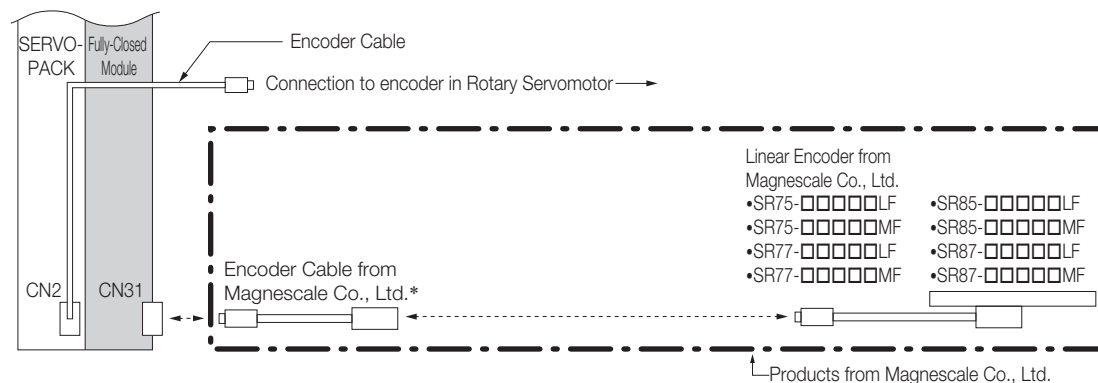 SERVO-
PACK
Fully-Closed
Module
Encoder Cable
Connection to encoder in Rotary Servomotor
Linear Encoder from
Magnescale Co., Ltd.
•SR75-□□□□□LF
•SR75-□□□□□MF
•SR77-□□□□□LF
•SR77-□□□□□MF
•SR85-□□□□□LF
•SR85-□□□□□MF
•SR87-□□□□□LF
•SR87-□□□□□MF
CN2
CN31
Encoder Cable from
Magnescale Co., Ltd.*
Products from Magnescale Co., Ltd.